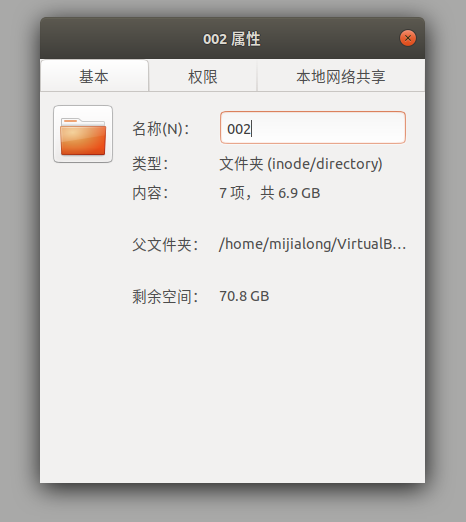 002 属性
基本 权限 本地网络共享
名称(N)： 002
类型： 文件夹 (inode/directory)
内容： 7 项，共 6.9 GB
父文件夹： /home/mijialong/VirtualB…
剩余空间： 70.8 GB